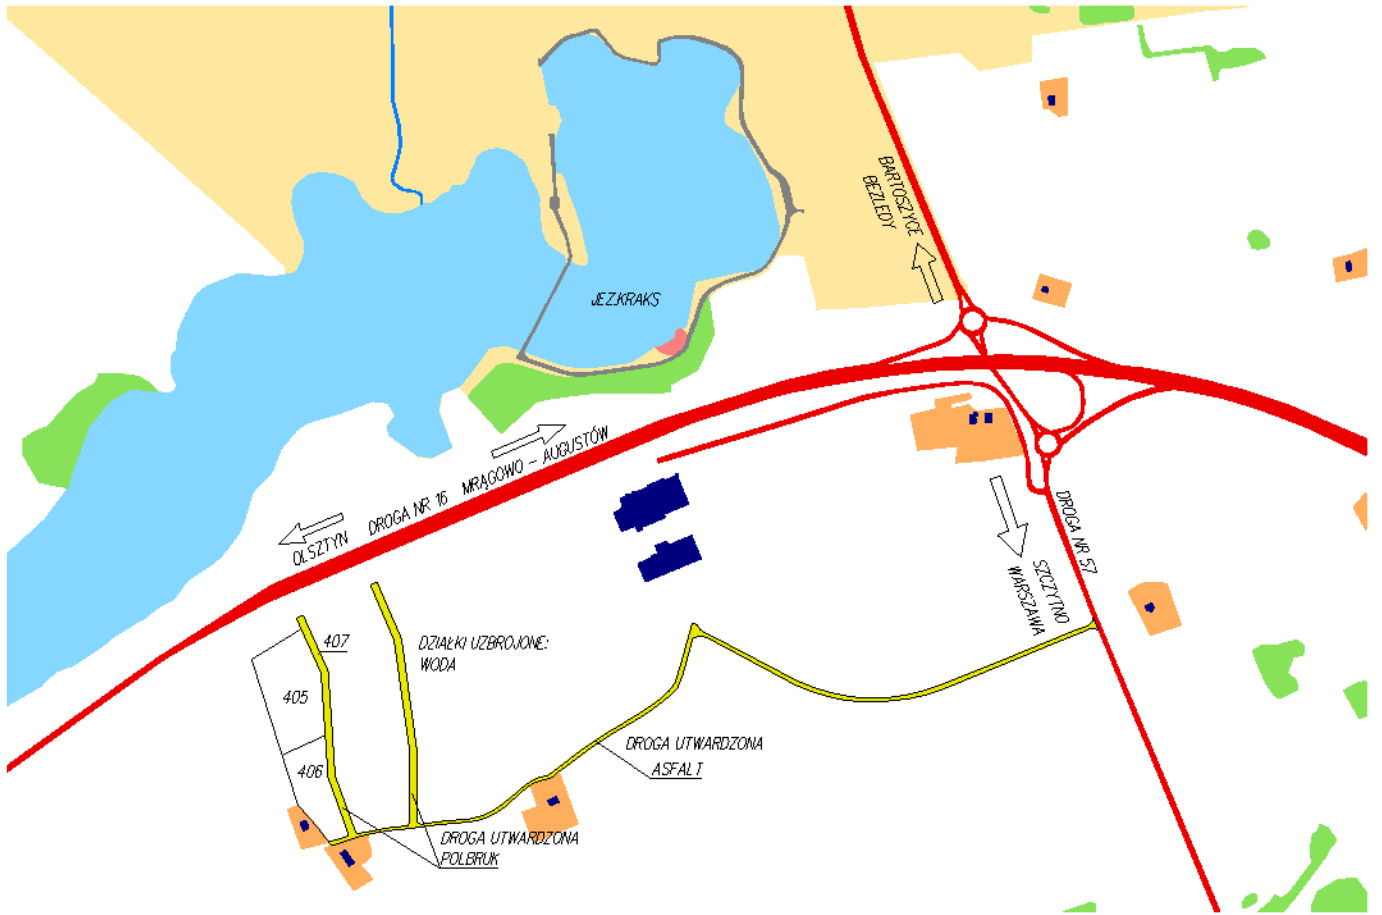 BARTOSZYCE
BEZLEDY
JEZ.KRAKS
OLSZTYN
DROGA NR 16 MRĄGOWO - AUGUSTÓW
DROGA NR 57
SZCZYTNO
WARSZAWA
407
DZIAŁKI UZBROJONE:
WODA
405
406
DROGA UTWARDZONA
ASFALT
DROGA UTWARDZONA
POLBRUK